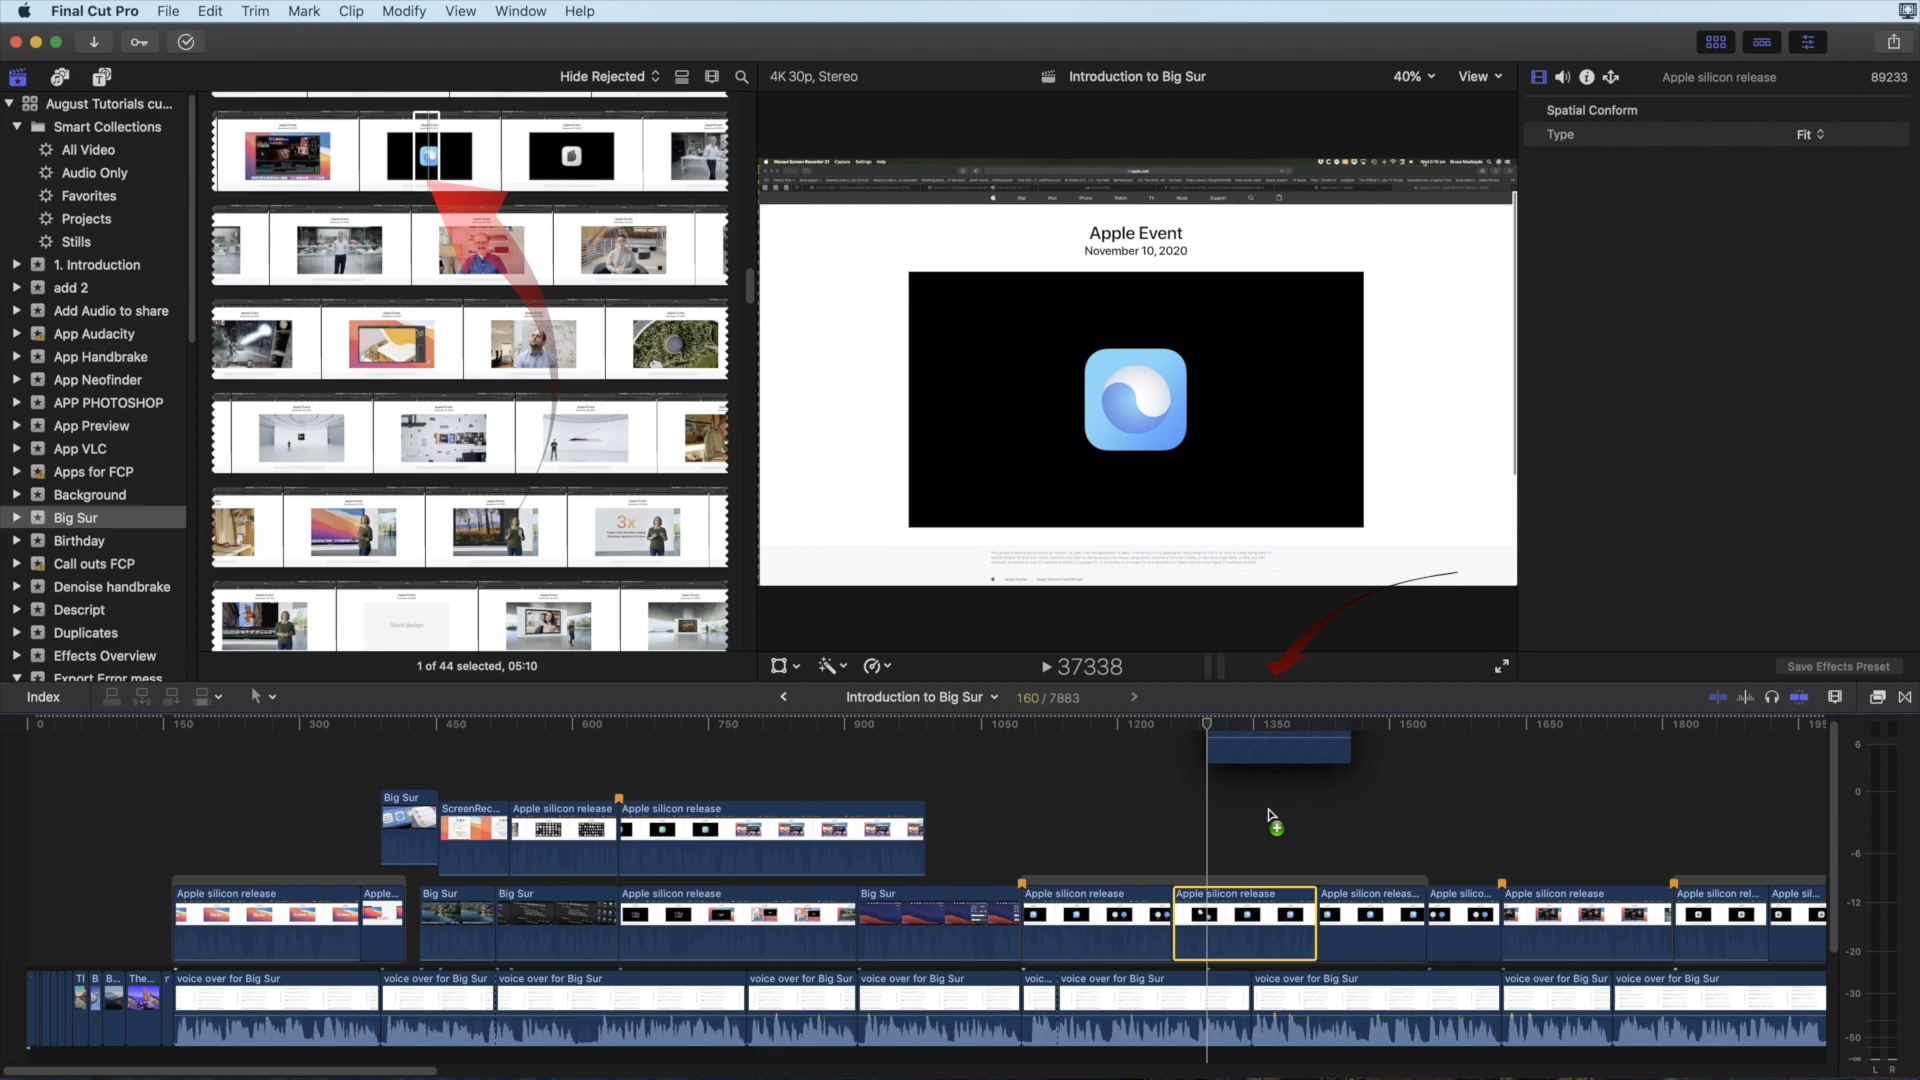 Final Cut Pro File Edit Trim Mark Clip Modify View Window Help
Hide Rejected
4K 30p, Stereo
Introduction to Big Sur
40%
View
Apple silicon release
89233
August Tutorials cu...
Smart Collections
All Video
Audio Only
Favorites
Projects
Stills
1. Introduction
add 2
Add Audio to share
App Audacity
App Handbrake
App Neofinder
APP PHOTOSHOP
App Preview
App VLC
Apps for FCP
Background
Big Sur
Birthday
Call outs FCP
Denoise handbrake
Descript
Duplicates
Effects Overview
Export Error mess...
3x
Silent design
1 of 44 selected, 05:10
Apple Event
November 10, 2020
Spatial Conform
Type
Fit
37338
Save Effects Preset
Index
Introduction to Big Sur
160 / 7883
0 150 300 450 600 750 900 1050 1200 1350 1500 1650 1800 195
Big Sur
ScreenRec...
Apple silicon release
Apple silicon release
Apple silicon release
Apple...
Big Sur
Big Sur
Apple silicon release
Big Sur
Apple silicon release
Apple silicon release
Apple silicon releas...
Apple silico...
Apple silicon release
Apple silicon rel...
Apple sil...
TI
B
B...
The...
r
voice over for Big Sur
voice over for Big Sur
voice over for Big Sur
voice over for Big Sur
voice over for Big Sur
voic...
voice over for Big Sur
voice over for Big Sur
voice over for Big Sur
voice over for Big Sur
6
0
-6
-12
-20
-30
-50
-∞
L R